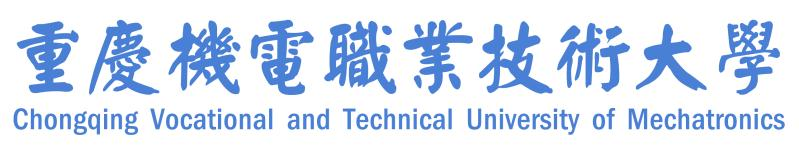 重慶機電職業技術大學
Chongqing Vocational and Technical University of Mechatronics